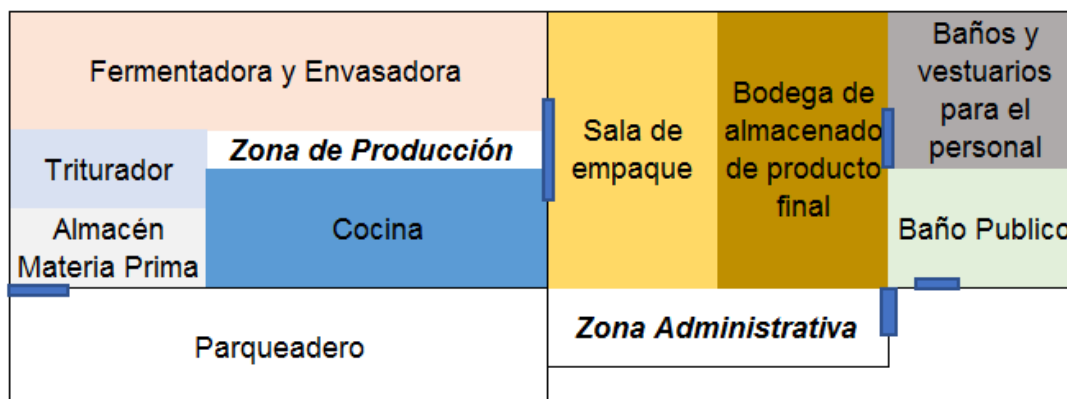 Fermentadora y Envasadora
Triturador
Zona de Producción
Almacén
Materia Prima
Cocina
Parqueadero
Sala de
empaque
Bodega de
almacenado
de producto
final
Baños y
vestuarios
para el
personal
Baño Publico
Zona Administrativa